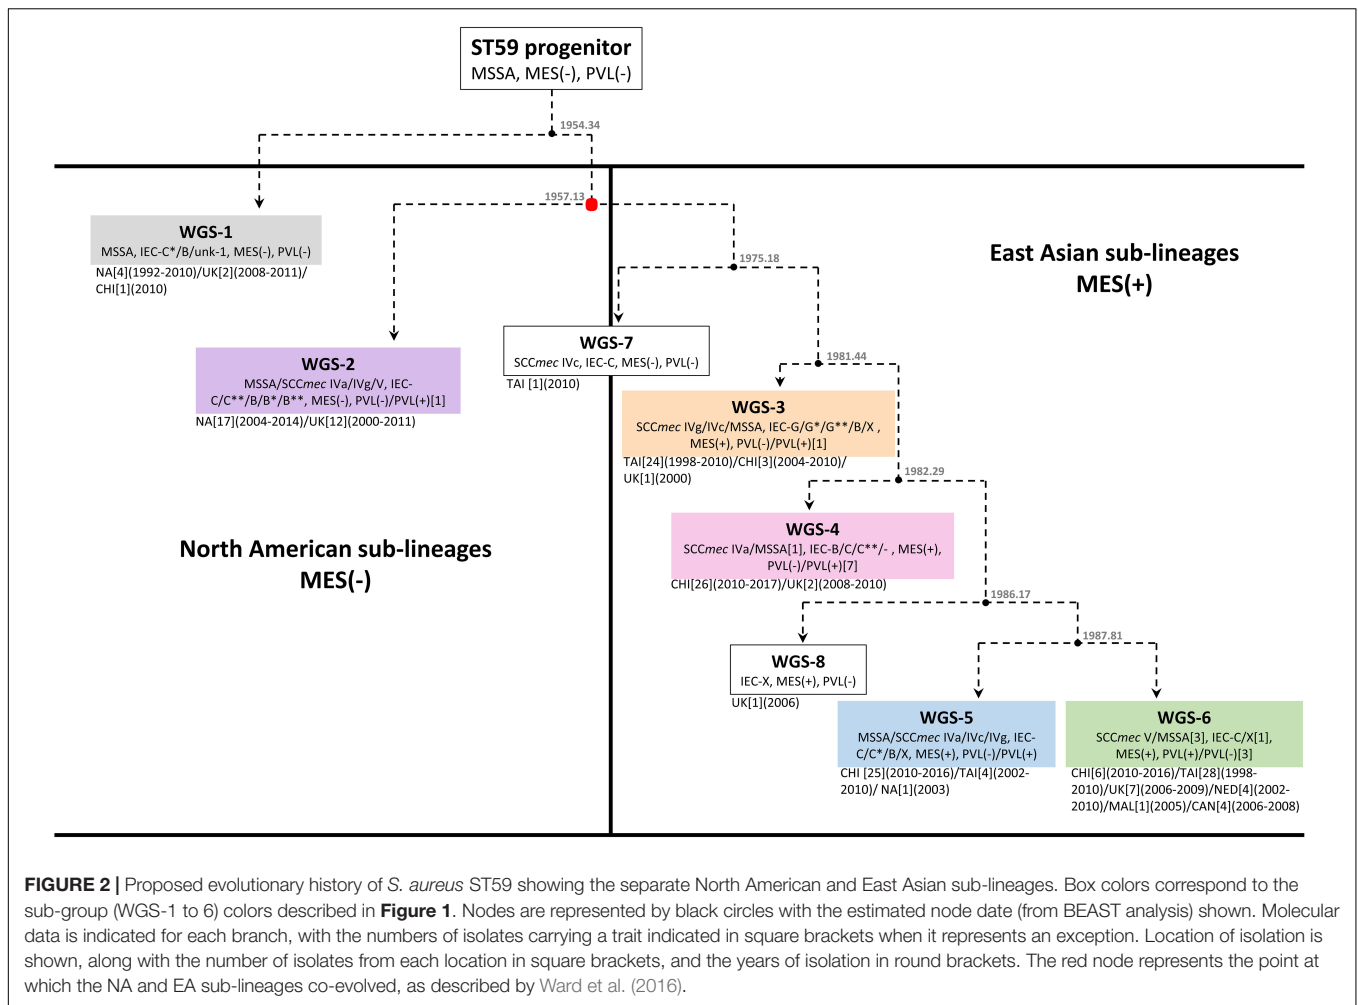 ST59 progenitor
MSSA, MES(-), PVL(-)
1954.34
1957.13
WGS-1
MSSA, IEC-C*/B/unk-1, MES(-), PVL(-)
NA[4](1992-2010)/UK[2](2008-2011)/
CHI[1](2010)
1975.18
East Asian sub-lineages
MES(+)
WGS-7
SCCmec IVc, IEC-C, MES(-), PVL(-)
TAI [1](2010)
WGS-2
MSSA/SCCmec IVa/IVg/V, IEC-
C/C**/B/B*/B**, MES(-), PVL(-)/PVL(+)[1]
NA[17](2004-2014)/UK[12](2000-2011)
1981.44
WGS-3
SCCmec IVg/IVc/MSSA, IEC-G/G*/G**/B/X ,
MES(+), PVL(-)/PVL(+)[1]
TAI[24](1998-2010)/CHI[3](2004-2010)/
UK[1](2000)
1982.29
North American sub-lineages
MES(-)
WGS-4
SCCmec IVa/MSSA[1], IEC-B/C/C**/- , MES(+),
PVL(-)/PVL(+)[7]
CHI[26](2010-2017)/UK[2](2008-2010)
1986.17
1987.81
WGS-8
IEC-X, MES(+), PVL(-)
UK[1](2006)
WGS-5
MSSA/SCCmec IVa/IVc/IVg, IEC-
C/C*/B/X, MES(+), PVL(-)/PVL(+)
CHI [25](2010-2016)/TAI[4](2002-
2010)/ NA[1](2003)
WGS-6
SCCmec V/MSSA[3], IEC-C/X[1],
MES(+), PVL(+)/PVL(-)[3]
CHI[6](2010-2016)/TAI[28](1998-
2010)/UK[7](2006-2009)/NED[4](2002-
2010)/MAL[1](2005)/CAN[4](2006-2008)
FIGURE 2 | Proposed evolutionary history of S. aureus ST59 showing the separate North American and East Asian sub-lineages. Box colors correspond to the
sub-group (WGS-1 to 6) colors described in Figure 1. Nodes are represented by black circles with the estimated node date (from BEAST analysis) shown. Molecular
data is indicated for each branch, with the numbers of isolates carrying a trait indicated in square brackets when it represents an exception. Location of isolation is
shown, along with the number of isolates from each location in square brackets, and the years of isolation in round brackets. The red node represents the point at
which the NA and EA sub-lineages co-evolved, as described by Ward et al. (2016).